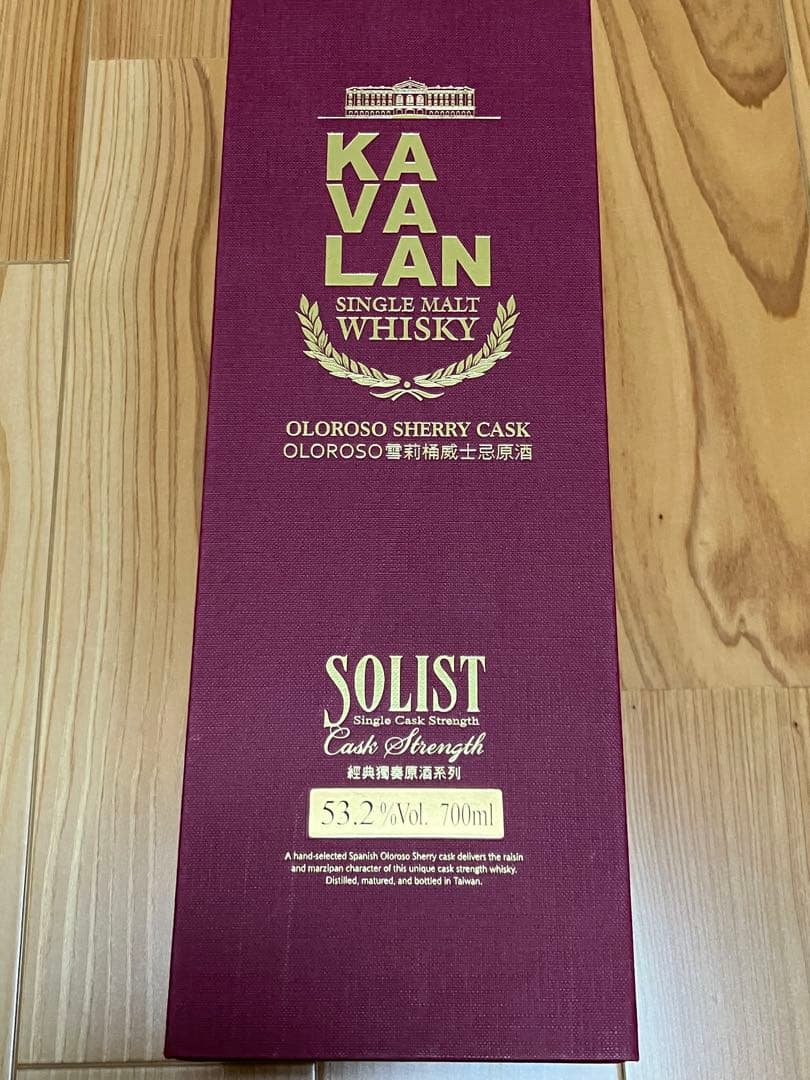 KA
VA
LAN
SINGLE MALT
WHISKY
OLOROSO SHERRY CASK
OLOROSO雪莉桶威士忌原酒
SOLIST
Single Cask Strength
Cask Strength
經典獨奏原酒系列
53.2%Vol. 700ml
A hand-selected Spanish Oloroso Sherry cask delivers the raisin
and marzipan character of this unique cask strength whisky.
Distilled, matured, and bottled in Taiwan.